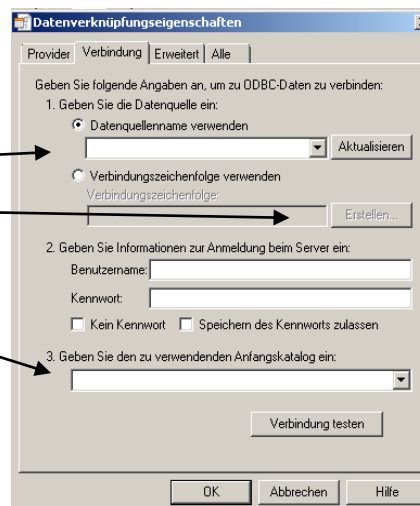 Datenverknüpfungseigenschaften
Provider Verbindung Erweitert Alle
Geben Sie folgende Angaben an, um zu ODBC-Daten zu verbinden:
1. Geben Sie die Datenquelle ein:
Datenquellenname verwenden
Aktualisieren
Verbindungszeichenfolge verwenden
Verbindungszeichenfolge:
Erstellen...
2. Geben Sie Informationen zur Anmeldung beim Server ein:
Benutzername:
Kennwort:
Kein Kennwort Speichern des Kennworts zulassen
3. Geben Sie den zu verwendenden Anfangskatalog ein:
Verbindung testen
OK Abbrechen Hilfe